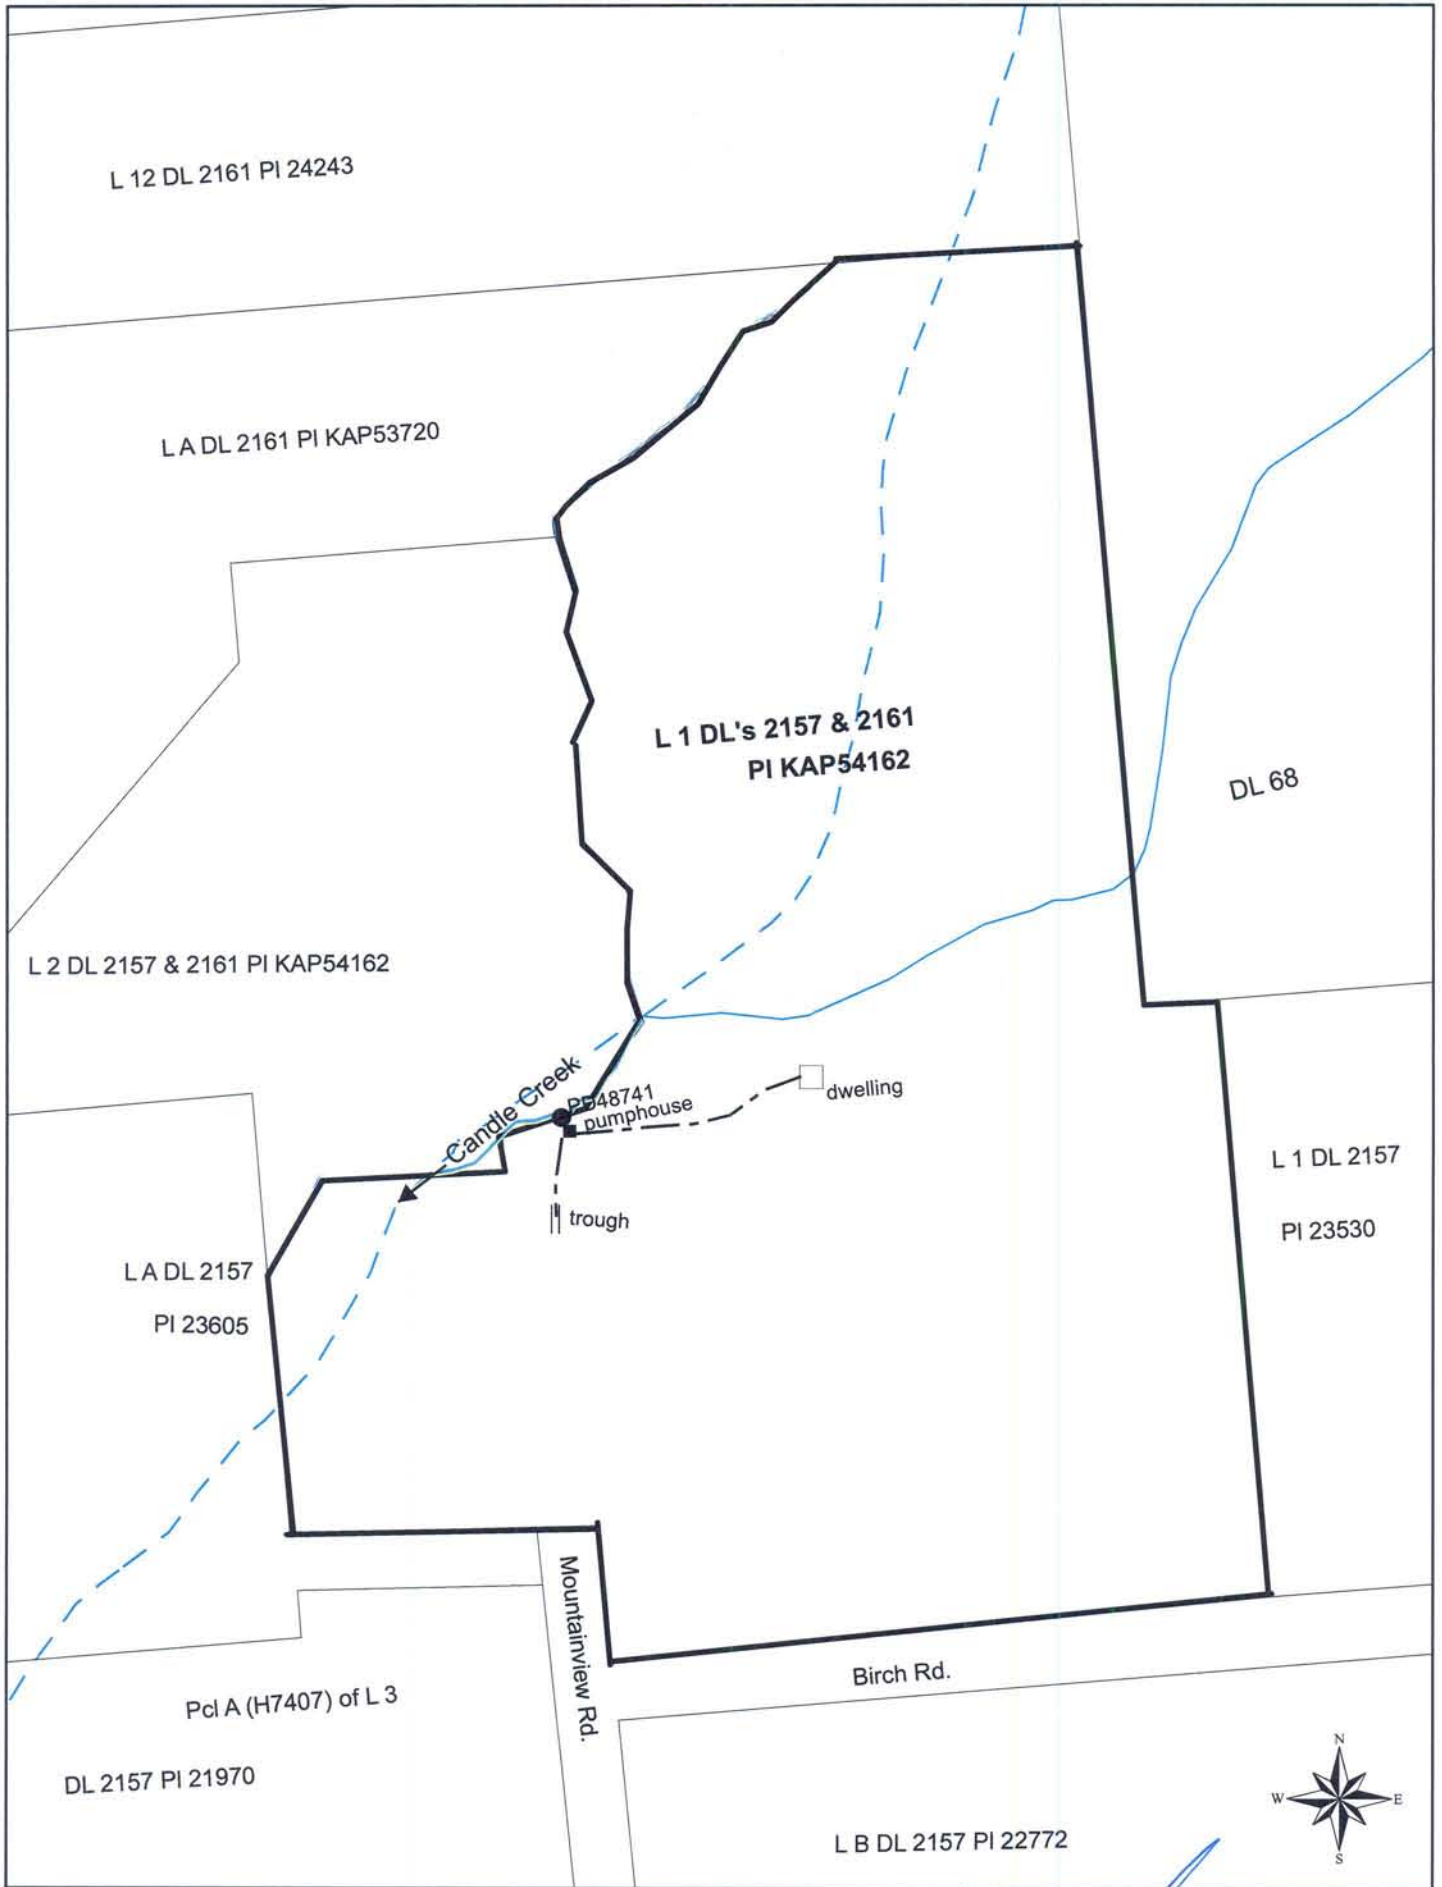 L 12 DL 2161 Pl 24243
L A DL 2161 Pl KAP53720
L 1 DL's 2157 & 2161
Pl KAP54162
DL 68
L 2 DL 2157 & 2161 Pl KAP54162
Candle Creek
PD48741
pumphouse
dwelling
trough
L 1 DL 2157
Pl 23530
L A DL 2157
Pl 23605
Mountainview Rd.
Birch Rd.
Pcl A (H7407) of L 3
DL 2157 Pl 21970
L B DL 2157 Pl 22772
N
W
E
S